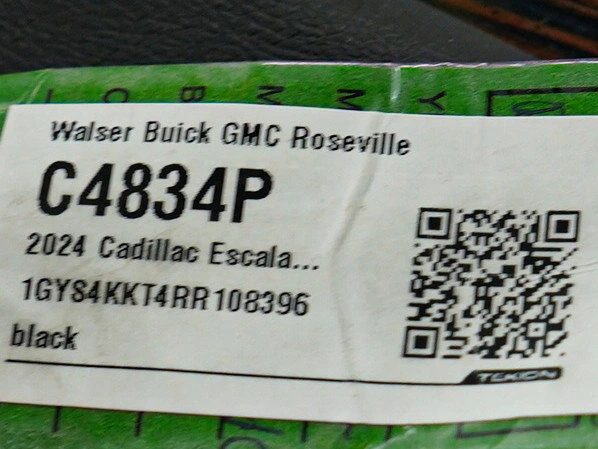 Walser Buick GMC Roseville
C4834P
2024 Cadillac Escala...
1GYS4KKT4RR108396
black
TEKION